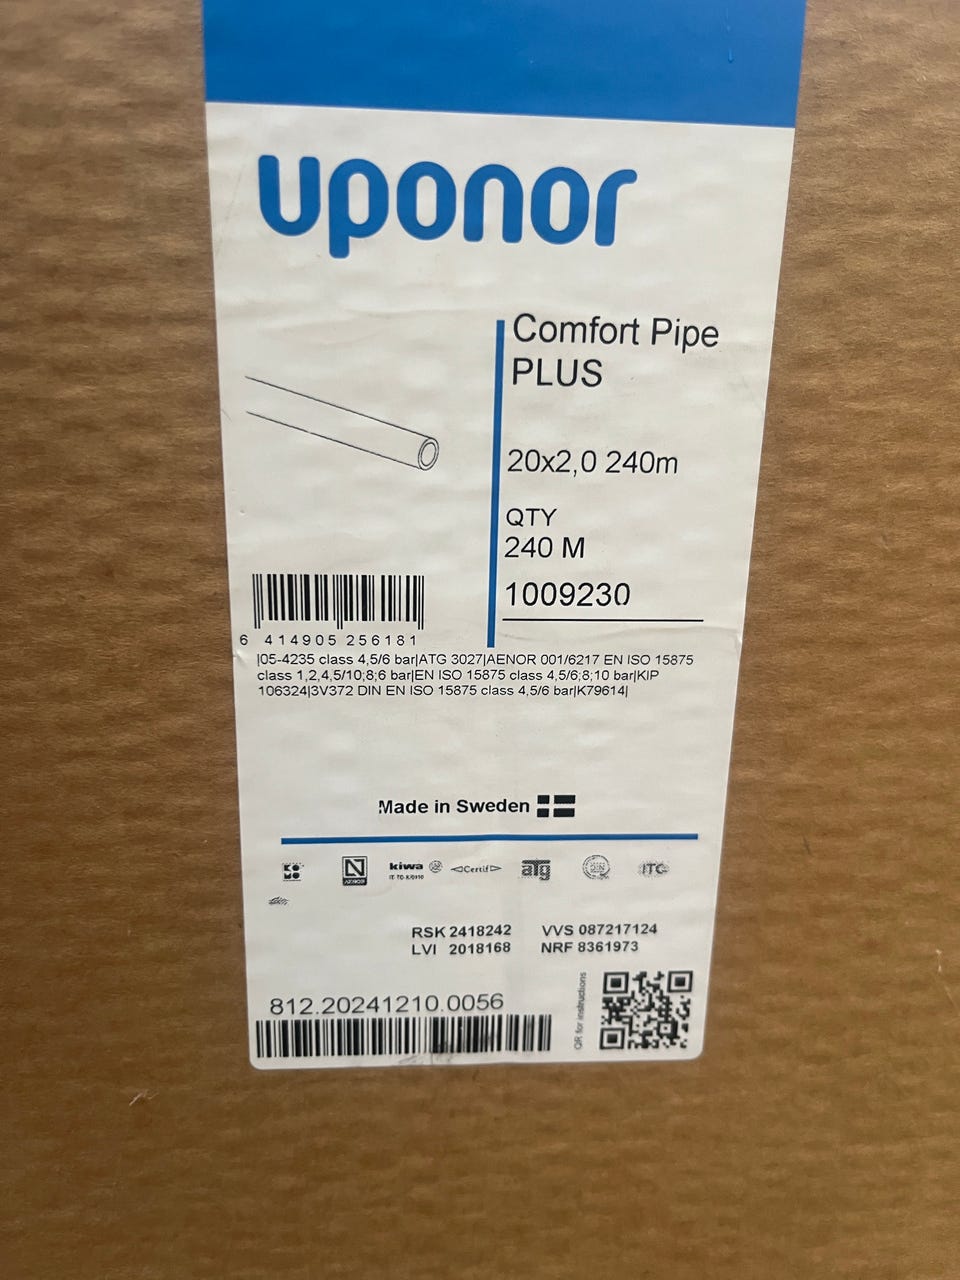 uponor
Comfort Pipe
PLUS
20x2,0 240m
QTY
240 M
1009230
6 414905 256181
|05-4235 class 4,5/6 bar|ATG 3027|AENOR 001/6217 EN ISO 15875
class 1,2,4,5/10;8;6 bar|EN ISO 15875 class 4,5/6;8;10 bar|KIP
106324|3V372 DIN EN ISO 15875 class 4,5/6 bar|K79614|
Made in Sweden
KOMO
N
AENOR
kiwa
Certif
atg
ITC
RSK 2418242 VVS 087217124
LVI 2018168 NRF 8361973
812.20241210.0056
QR for instructions